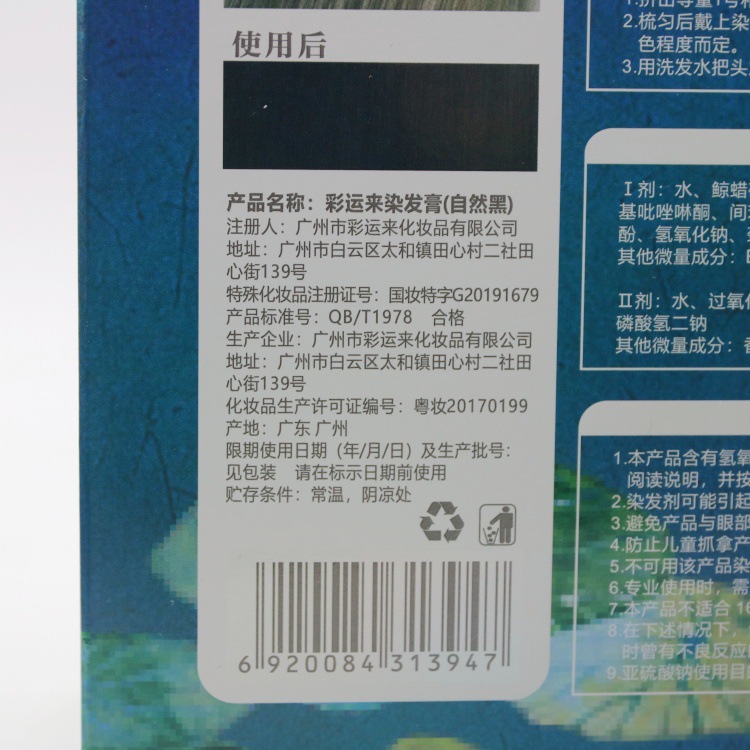 使用后
产品名称：彩运来染发膏(自然黑)
注册人：广州市彩运来化妆品有限公司
地址：广州市白云区太和镇田心村二社田
心街139号
特殊化妆品注册证号：国妆特字G20191679
产品标准号：QB/T1978 合格
生产企业：广州市彩运来化妆品有限公司
地址：广州市白云区太和镇田心村二社田
心街139号
化妆品生产许可证编号：粤妆20170199
产地：广东 广州
限期使用日期（年/月/日）及生产批号：
见包装 请在标示日期前使用
贮存条件：常温，阴凉处
6 920084 313947
2.梳匀后戴上染
色程度而定。
3.用洗发水把头
Ⅰ剂：水、鲸蜡
基吡唑啉酮、间
酚、氢氧化钠、
其他微量成分：
Ⅱ剂：水、过氧
磷酸氢二钠
其他微量成分：
1.本产品含有氢氧
阅读说明，并按
2.染发剂可能引起
3.避免产品与眼部
4.防止儿童抓拿产
5.不可用该产品染
6.专业使用时，需
7.本产品不适合 16
8.在下述情况下，
时曾有不良反应
9.亚硫酸钠使用目